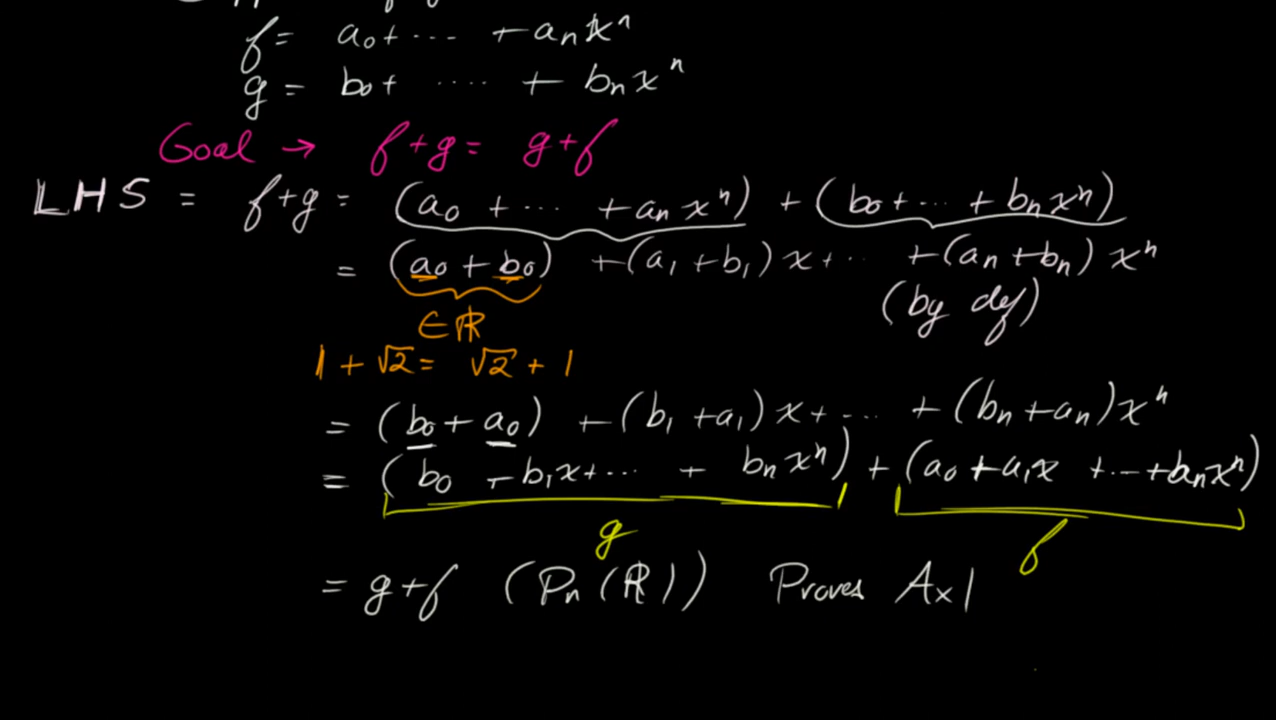 f = a₀ + ⋯ + aₙxⁿ
g = b₀ + ⋯ + bₙxⁿ
Goal → f+g = g+f
LHS = f+g = (a₀ + ⋯ + aₙxⁿ) + (b₀ + ⋯ + bₙxⁿ)
= (a₀ + b₀) + (a₁ + b₁)x + ⋯ + (aₙ + bₙ)xⁿ
(by def)
∈ ℝ
1 + √2 = √2 + 1
= (b₀ + a₀) + (b₁ + a₁)x + ⋯ + (bₙ + aₙ)xⁿ
= (b₀ + b₁x + ⋯ + bₙxⁿ) + (a₀ + a₁x + ⋯ + aₙxⁿ)
g f
= g+f (Pₙ(ℝ)) Proves Ax1